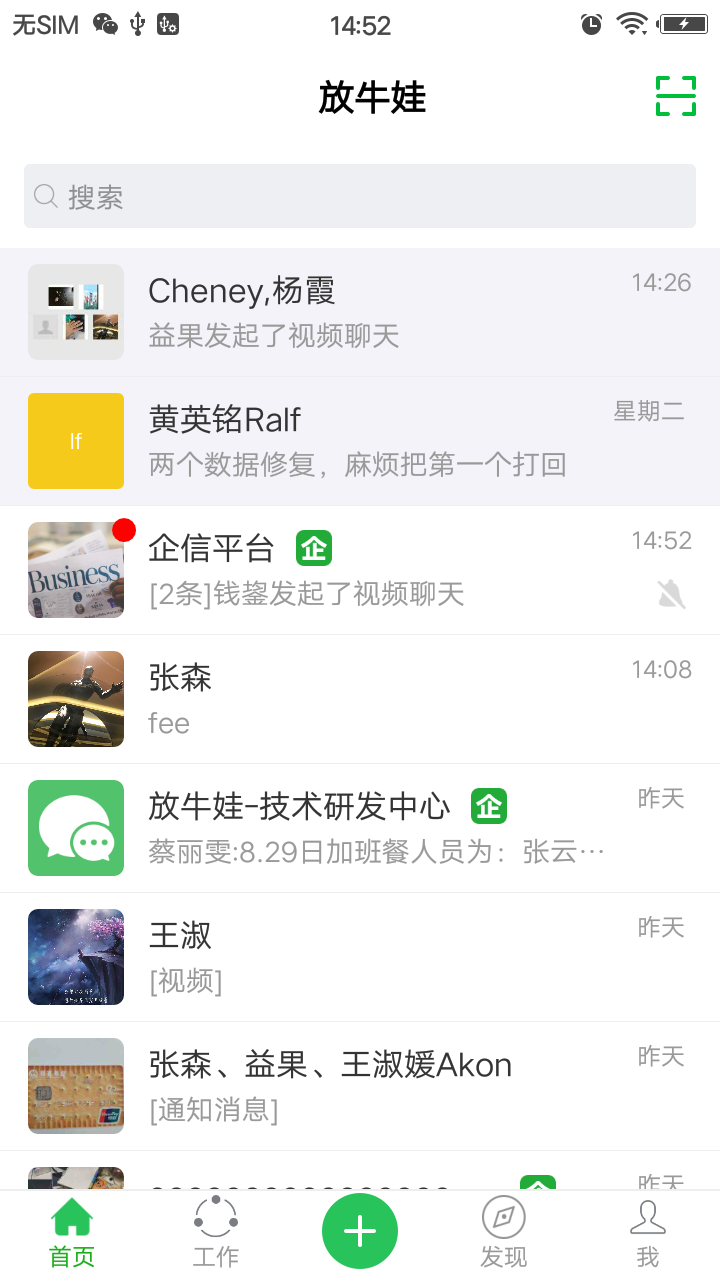 无SIM 14:52
放牛娃
搜索
Cheney,杨霞 14:26
益果发起了视频聊天
lf
黄英铭Ralf 星期二
两个数据修复，麻烦把第一个打回
Business
企信平台 企 14:52
[2条]钱鋆发起了视频聊天
张森 14:08
fee
放牛娃-技术研发中心 企 昨天
蔡丽雯:8.29日加班餐人员为：张云···
王淑 昨天
[视频]
张森、益果、王淑媛Akon 昨天
[通知消息]
昨天
首页 工作 发现 我